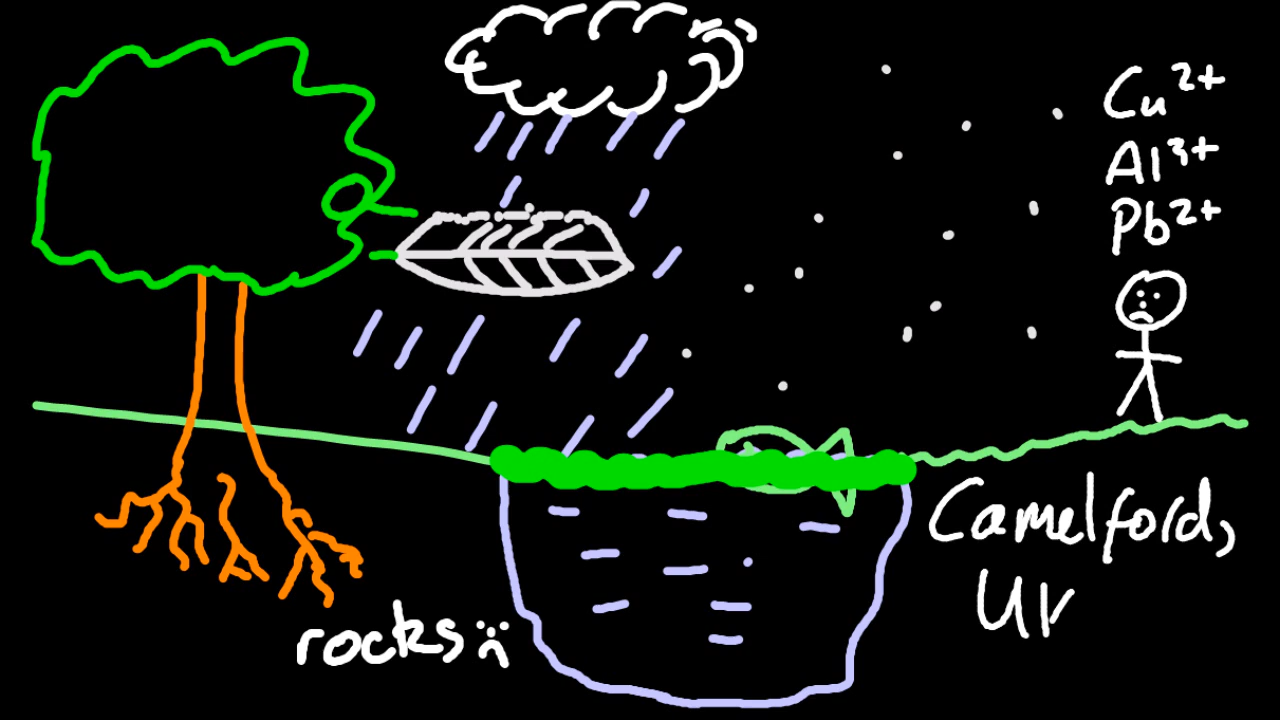 Cu²⁺
Al³⁺
Pb²⁺
Camelford,
UK
rocks :(